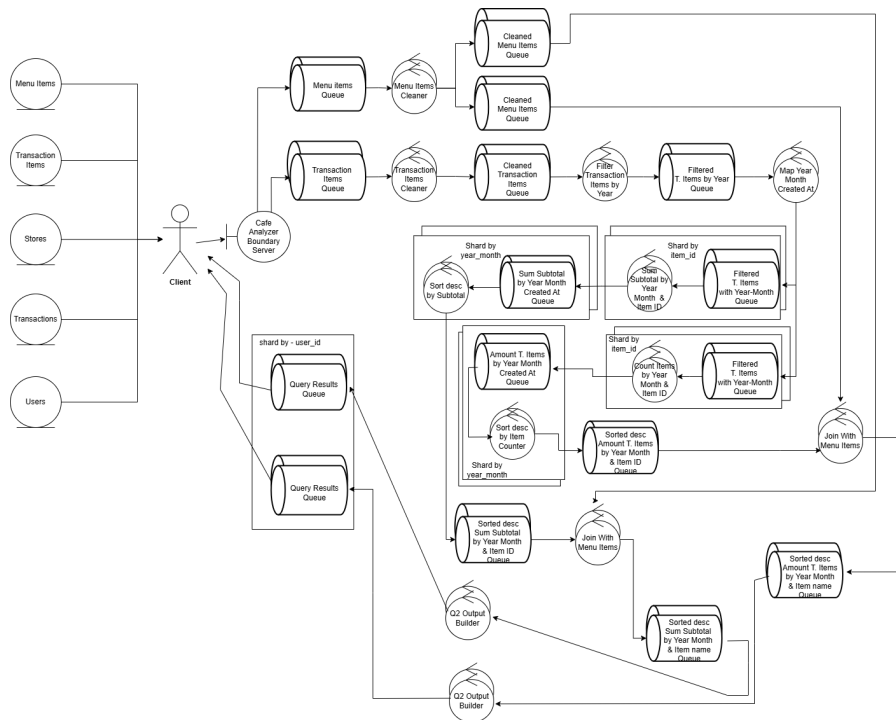 Menu Items
Transaction
Items
Stores
Transactions
Users
Client
Cafe
Analyzer
Boundary
Server
Menu items
Queue
Menu Items
Cleaner
Cleaned
Menu Items
Queue
Cleaned
Menu Items
Queue
Transaction
Items
Queue
Transaction
Items
Cleaner
Cleaned
Transaction
Items
Queue
Filter
Transaction
Items by
Year
Filtered
T. Items by Year
Queue
Map Year
Month
Created At
Shard by
year_month
Sort desc
by Subtotal
Sum Subtotal
by Year Month
Created At
Queue
Shard by
item_id
Sum
Subtotal by
Year
Month &
Item ID
Filtered
T. Items
with Year-Month
Queue
Amount T. Items
by Year Month
Created At
Queue
Sort desc
by Item
Counter
Shard by
year_month
Shard by
item_id
Count Items
by Year
Month &
Item ID
Filtered
T. Items
with Year-Month
Queue
Sorted desc
Amount T. Items
by Year Month
& Item ID
Queue
Join With
Menu Items
shard by - user_id
Query Results
Queue
Query Results
Queue
Sorted desc
Sum Subtotal
by Year Month
& Item ID
Queue
Join With
Menu Items
Sorted desc
Amount T. Items
by Year Month
& Item name
Queue
Q2 Output
Builder
Sorted desc
Sum Subtotal
by Year Month
& Item name
Queue
Q2 Output
Builder